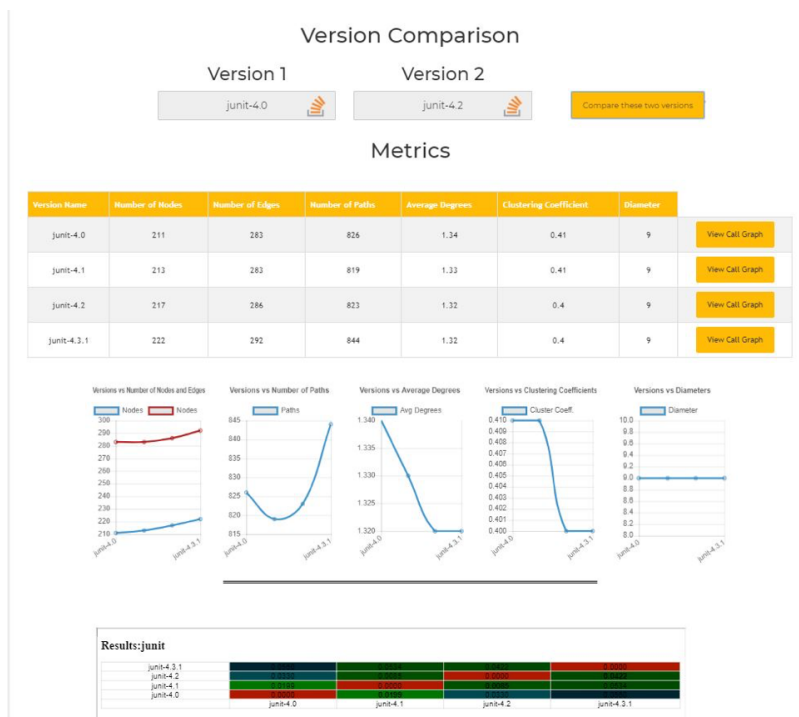 Version Comparison
Version 1 Version 2
junit-4.0 junit-4.2 Compare these two versions
Metrics
Version Name Number of Nodes Number of Edges Number of Paths Average Degrees Clustering Coefficient Diameter
junit-4.0 211 283 826 1.34 0.41 9 View Call Graph
junit-4.1 213 283 819 1.33 0.41 9 View Call Graph
junit-4.2 217 286 823 1.32 0.4 9 View Call Graph
junit-4.3.1 222 292 844 1.32 0.4 9 View Call Graph
Versions vs Number of Nodes and Edges Versions vs Number of Paths Versions vs Average Degrees Versions vs Clustering Coefficients Versions vs Diameters
Nodes Nodes Paths Avg Degrees Cluster Coeff. Diameter
300 845 1.340 0.410 10.0
290 840 1.335 0.409 9.8
280 835 1.330 0.408 9.6
270 830 1.325 0.407 9.4
260 825 1.320 0.406 9.2
250 820 0.405 9.0
240 815 0.404 8.8
230 0.403 8.6
220 0.402 8.4
210 0.401 8.2
0.400 8.0
junit-4.0 junit-4.3.1 junit-4.0 junit-4.3.1 junit-4.0 junit-4.3.1 junit-4.0 junit-4.3.1 junit-4.0 junit-4.3.1
Results:junit
junit-4.3.1 0.0000
junit-4.2 0.0330 0.0000 0.0422
junit-4.1 0.0199 0.0000
junit-4.0 0.0000 0.0199 0.0330
junit-4.0 junit-4.1 junit-4.2 junit-4.3.1